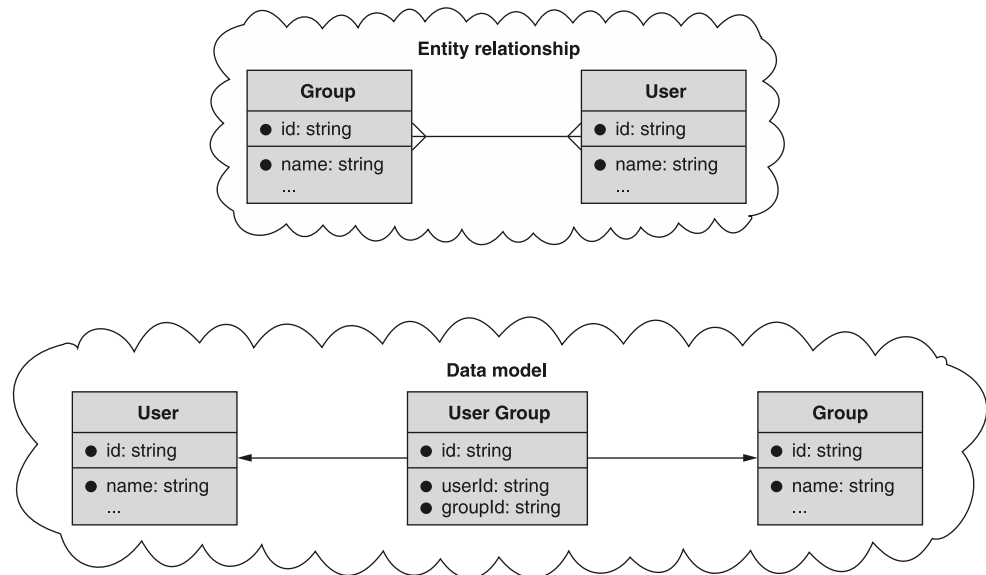 Entity relationship
Group
● id: string
● name: string
...
User
● id: string
● name: string
...
Data model
User
● id: string
● name: string
...
User Group
● id: string
● userId: string
● groupId: string
Group
● id: string
● name: string
...